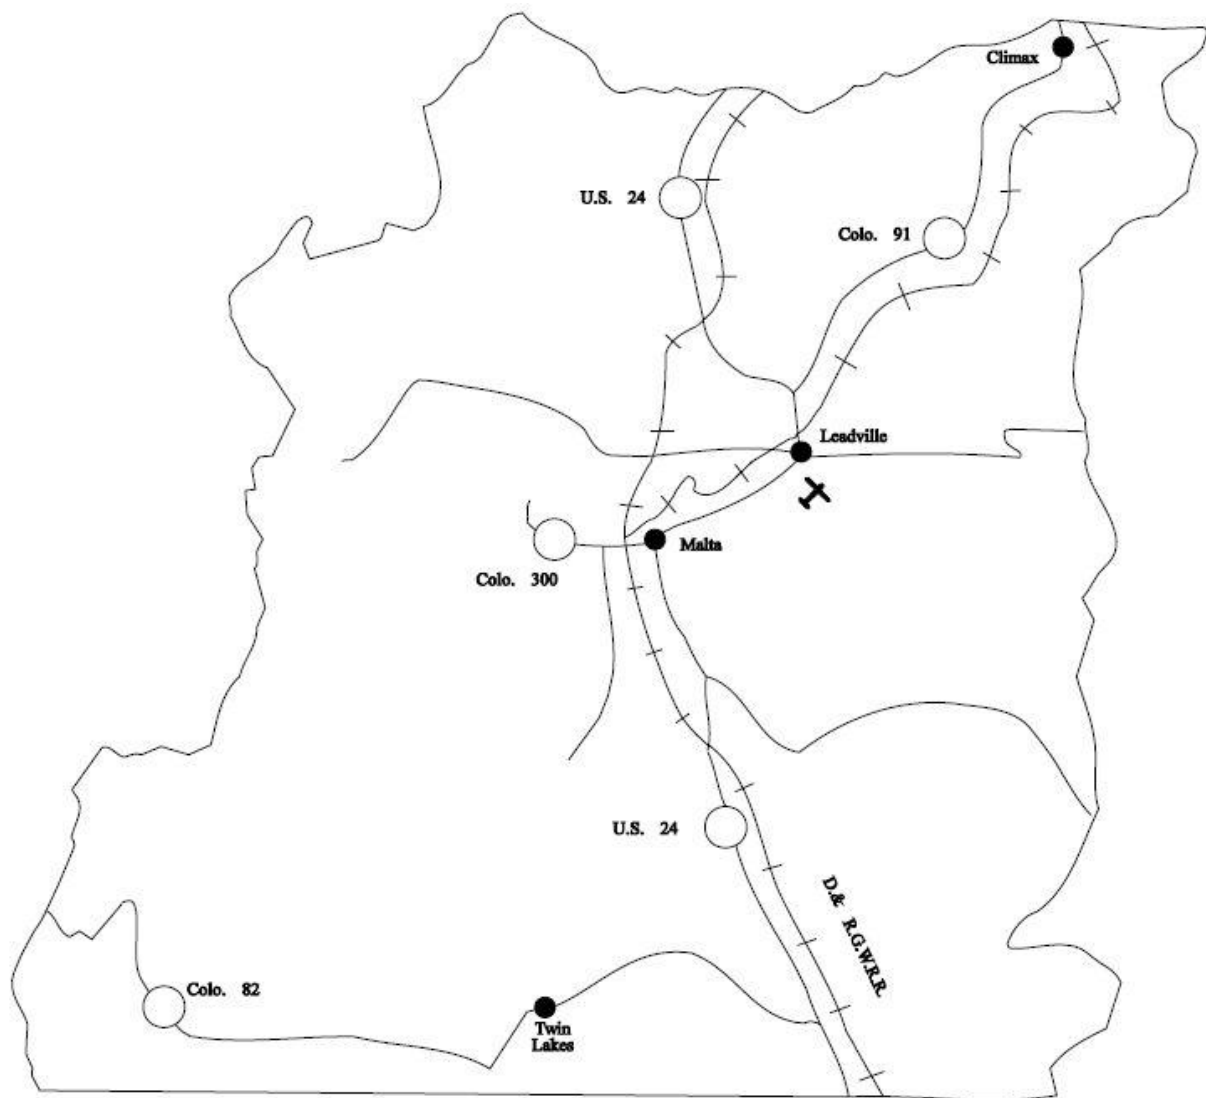 Climax
U.S. 24
Colo. 91
Leadville
Malta
Colo. 300
U.S. 24
D.& R.G.W.R.R.
Colo. 82
Twin
Lakes